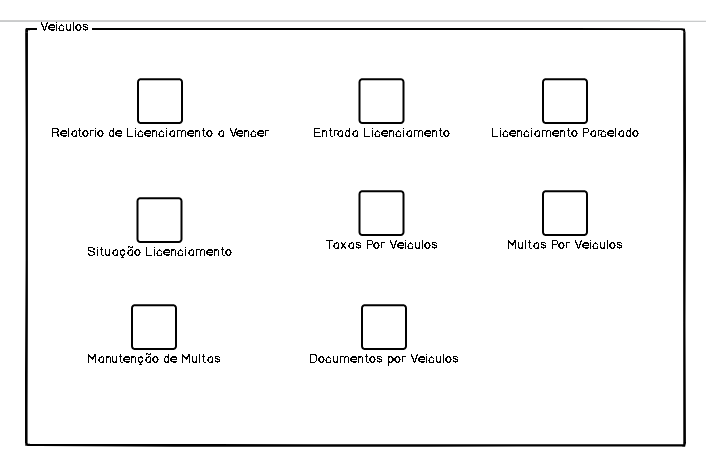 Veiculos
Relatorio de Licenciamento a Vencer
Entrada Licenciamento
Licenciamento Parcelado
Situação Licenciamento
Taxas Por Veiculos
Multas Por Veiculos
Manutenção de Multas
Documentos por Veiculos